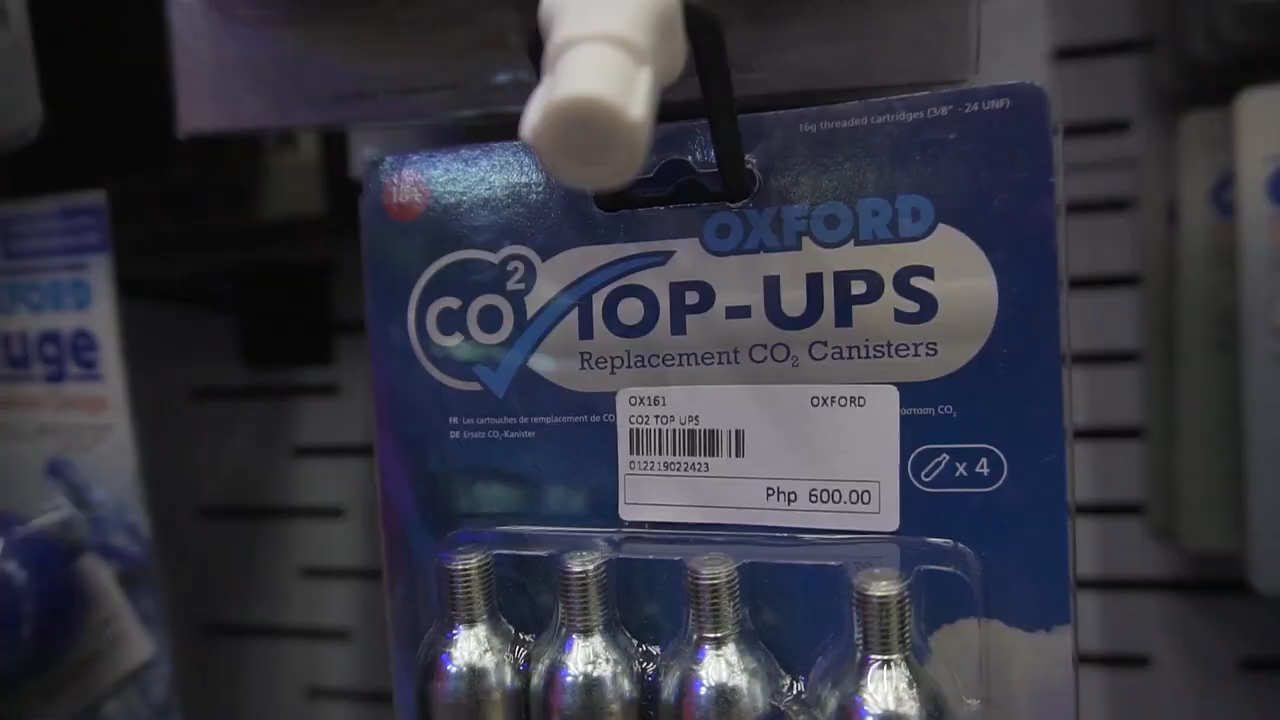 16g threaded cartridges (3/8" - 24 UNF)
OXFORD
CO2
TOP-UPS
Replacement CO₂ Canisters
FR Les cartouches de remplacement de CO
DE Ersatz CO₂-Kanister
CO₂
OX161 OXFORD
CO2 TOP UPS
012219022423
Php 600.00
x 4